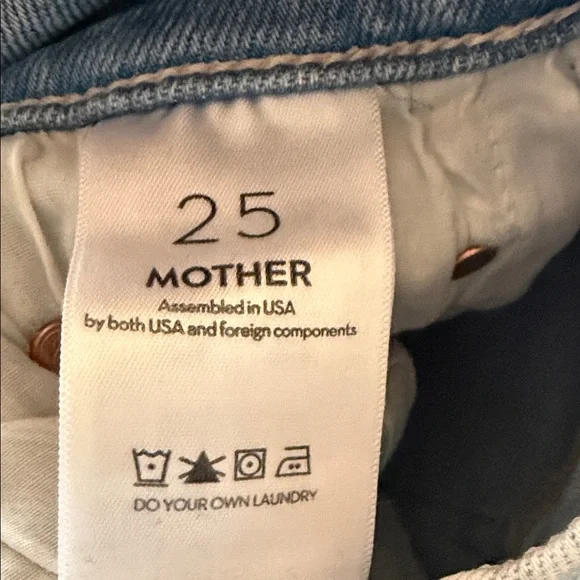 25
MOTHER
Assembled in USA
by both USA and foreign components
DO YOUR OWN LAUNDRY